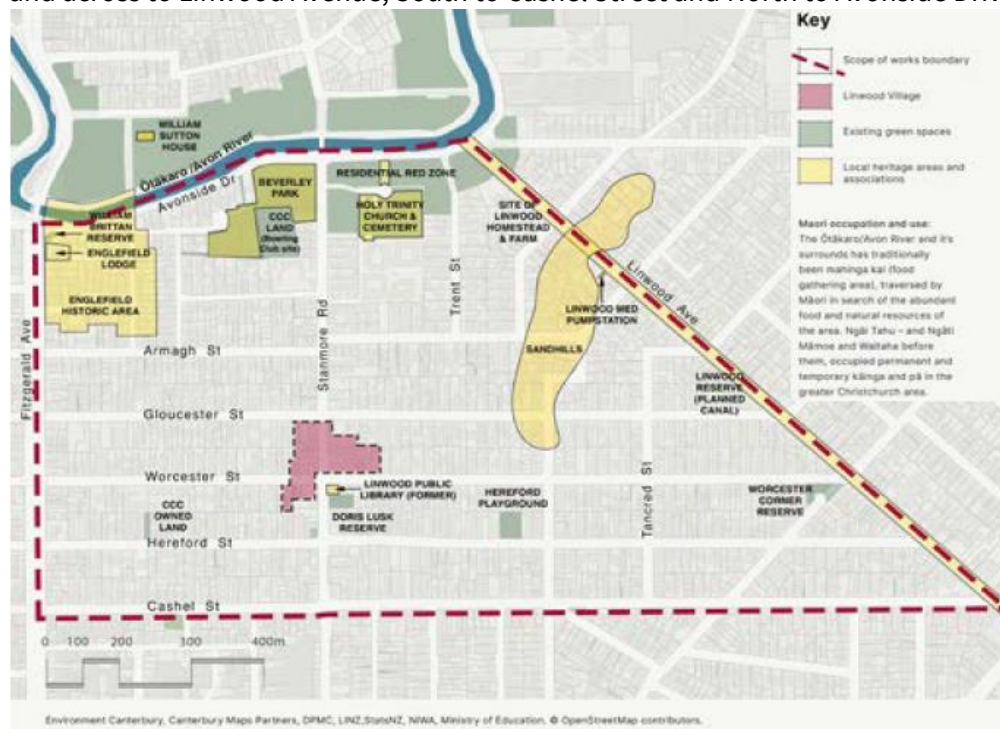 and across to Linwood Avenue, South to Cashel Street and North to Avonside
Key
Scope of works boundary
Linwood Village
Existing green spaces
Local heritage areas and
associations
Maori occupation and use:
The Ōtākaro/Avon River and it's
surrounds has traditionally
been mahinga kai (food
gathering area), traversed by
Māori in search of the abundant
food and natural resources of
the area. Ngāi Tahu – and Ngāti
Māmoe and Waitaha before
them, occupied permanent and
temporary kāinga and pā in the
greater Christchurch area.
WILLIAM
SUTTON
HOUSE
Ōtākaro/Avon River
Avonside Dr
BEVERLEY
PARK
RESIDENTIAL RED ZONE
CCC
LAND
(Bowling
Club site)
HOLY TRINITY
CHURCH &
CEMETERY
SITE OF
LINWOOD
HOMESTEAD
& FARM
WILLIAM
BRITTAN
RESERVE
ENGLEFIELD
LODGE
ENGLEFIELD
HISTORIC AREA
Trent St
Linwood Ave
LINWOOD MED
PUMPSTATION
SANDHILLS
Fitzgerald Ave
Stanmore Rd
Armagh St
LINWOOD
RESERVE
(PLANNED
CANAL)
Gloucester St
Worcester St
LINWOOD PUBLIC
LIBRARY (FORMER)
HEREFORD
PLAYGROUND
Tancred St
WORCESTER
CORNER
RESERVE
CCC
OWNED
LAND
DORIS LUSK
RESERVE
Hereford St
Cashel St
0 100 200 300 400m
Environment Canterbury, Canterbury Maps Partners, DPMC, LINZ,StatsNZ, NIWA, Ministry of Education. © OpenStreetMap contributors.